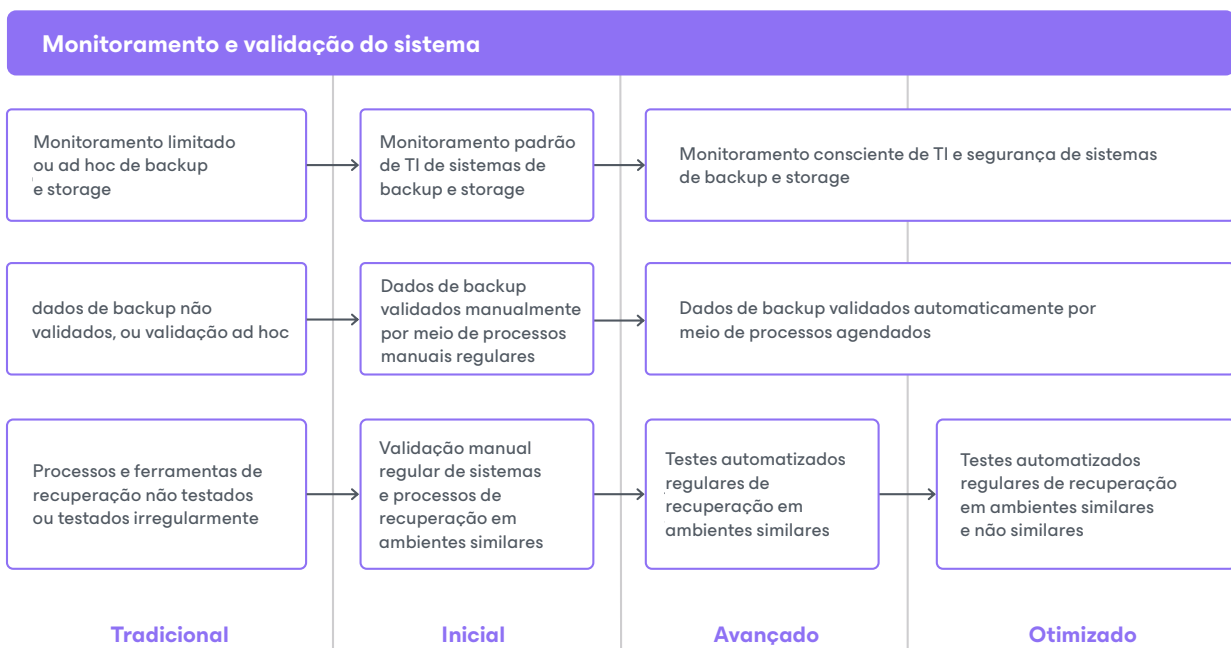 Monitoramento e validação do sistema
Monitoramento limitado
ou ad hoc de backup
e storage
Monitoramento padrão
de TI de sistemas de
backup e storage
Monitoramento consciente de TI e segurança de sistemas
de backup e storage
dados de backup não
validados, ou validação ad hoc
Dados de backup
validados manualmente
por meio de processos
manuais regulares
Dados de backup validados automaticamente por
meio de processos agendados
Processos e ferramentas de
recuperação não testados
ou testados irregularmente
Validação manual
regular de sistemas
e processos de
recuperação em
ambientes similares
Testes automatizados
regulares de
recuperação em
ambientes similares
Testes automatizados
regulares de recuperação
em ambientes similares
e não similares
Tradicional
Inicial
Avançado
Otimizado